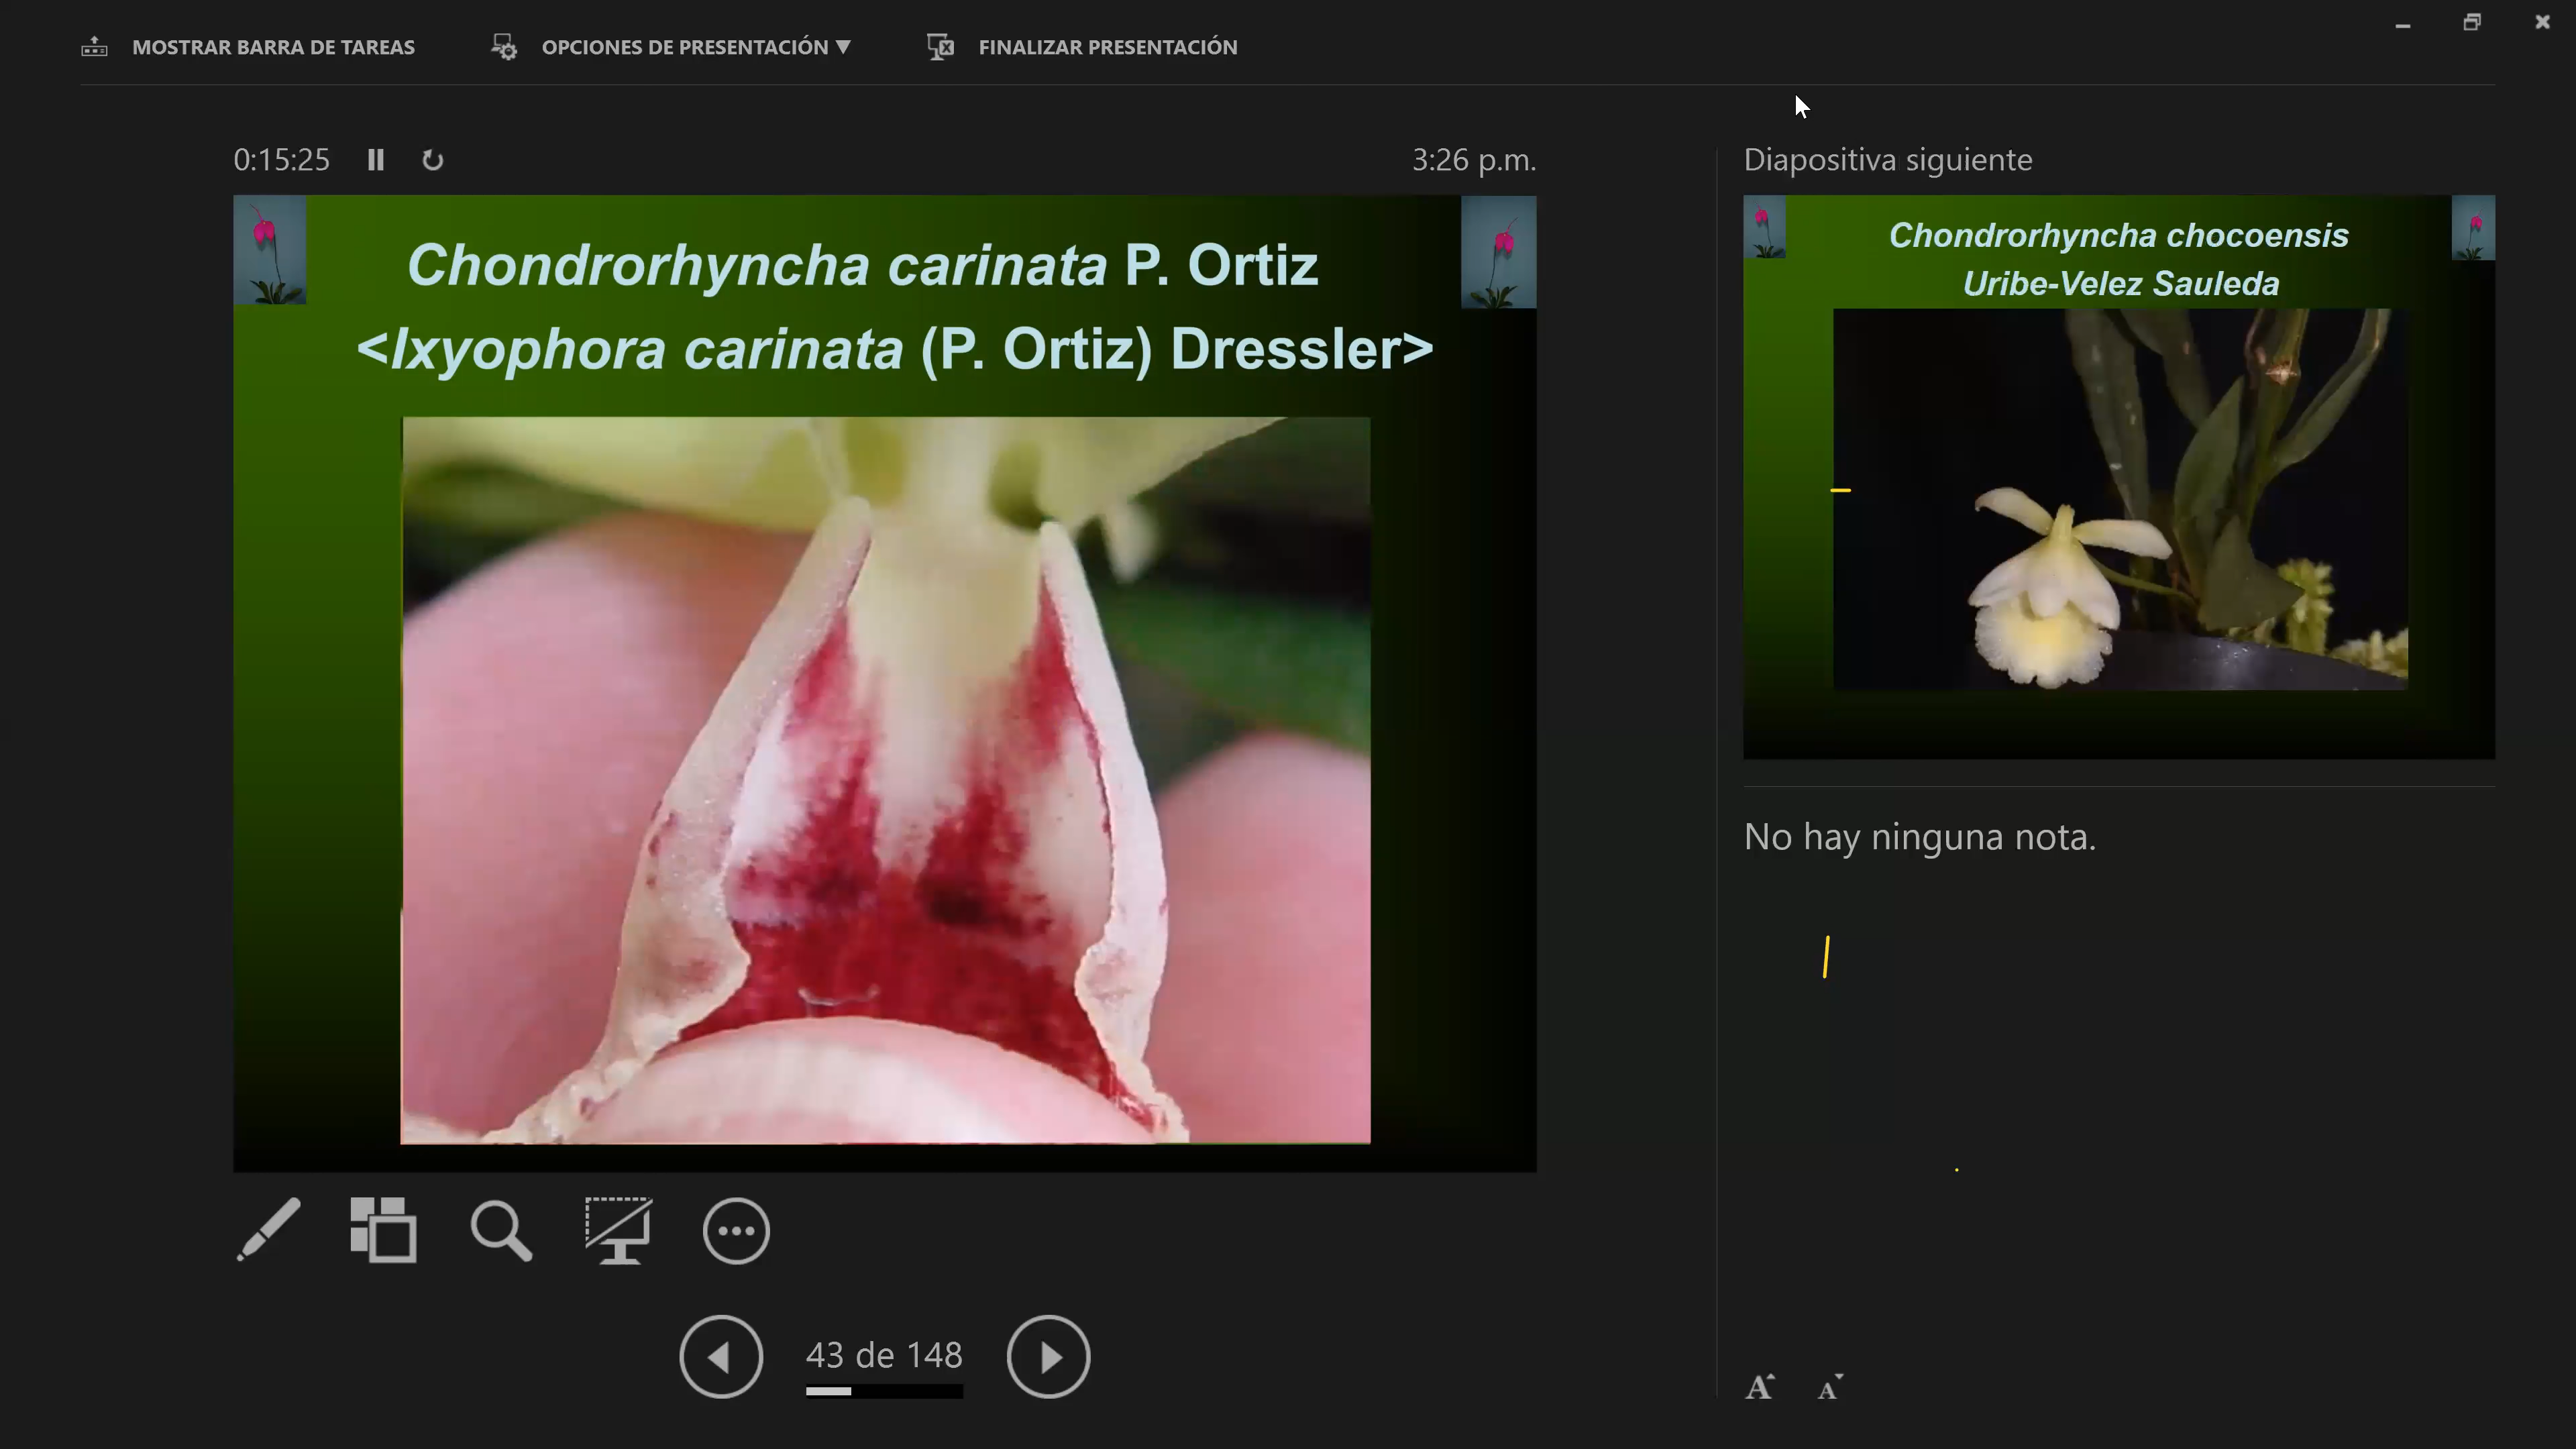 MOSTRAR BARRA DE TAREAS
OPCIONES DE PRESENTACIÓN ▼
FINALIZAR PRESENTACIÓN
0:15:25
3:26 p.m.
Chondrorhyncha carinata P. Ortiz
<Ixyophora carinata (P. Ortiz) Dressler>
43 de 148
Diapositiva siguiente
Chondrorhyncha chocoensis
Uribe-Velez Sauleda
No hay ninguna nota.
A A